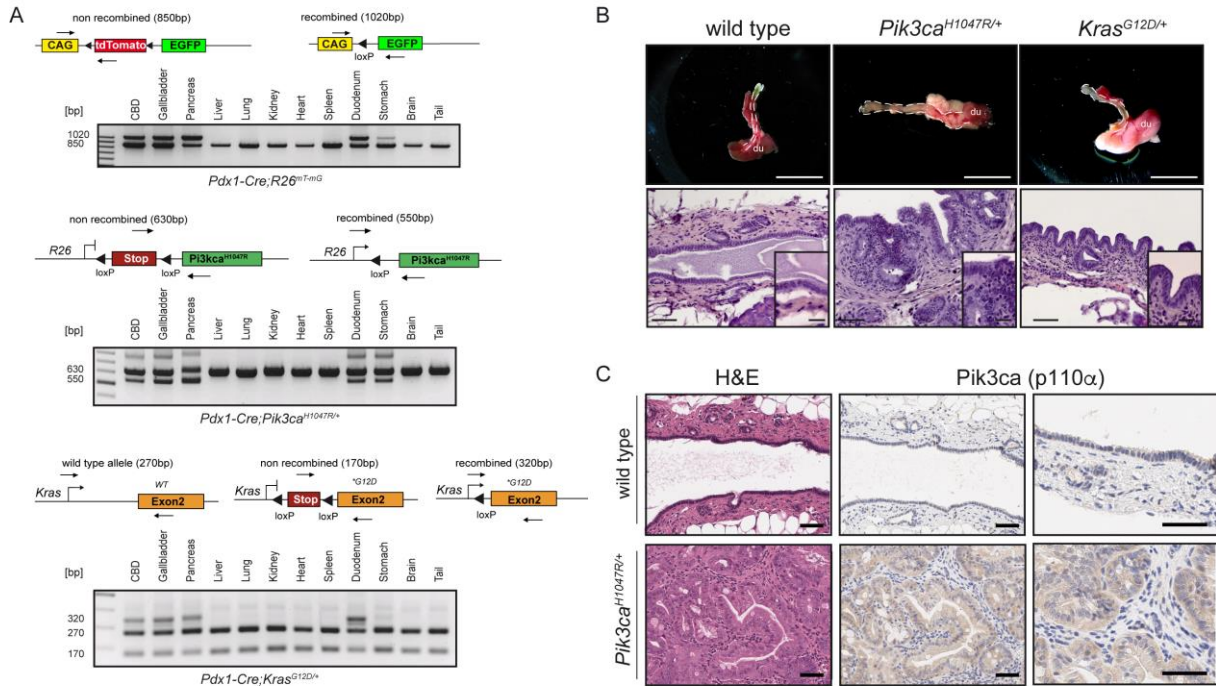 A
non recombined (850bp)
recombined (1020bp)
CAG tdTomato EGFP
CAG EGFP
loxP
[bp] CBD Gallbladder Pancreas Liver Lung Kidney Heart Spleen Duodenum Stomach Brain Tail
1020
850
Pdx1-Cre;R26mT-mG
non recombined (630bp)
recombined (550bp)
R26 Stop Pi3kcaH1047R
R26 Pi3kcaH1047R
loxP loxP
loxP
[bp] CBD Gallbladder Pancreas Liver Lung Kidney Heart Spleen Duodenum Stomach Brain Tail
630
550
Pdx1-Cre;Pik3caH1047R/+
wild type allele (270bp)
non recombined (170bp)
recombined (320bp)
Kras WT Exon2
Kras Stop *G12D Exon2
Kras *G12D Exon2
loxP loxP
loxP
[bp] CBD Gallbladder Pancreas Liver Lung Kidney Heart Spleen Duodenum Stomach Brain Tail
320
270
170
Pdx1-Cre;KrasG12D/+
B
wild type Pik3caH1047R/+ KrasG12D/+
du du du
C
H&E Pik3ca (p110α)
wild type
Pik3caH1047R/+